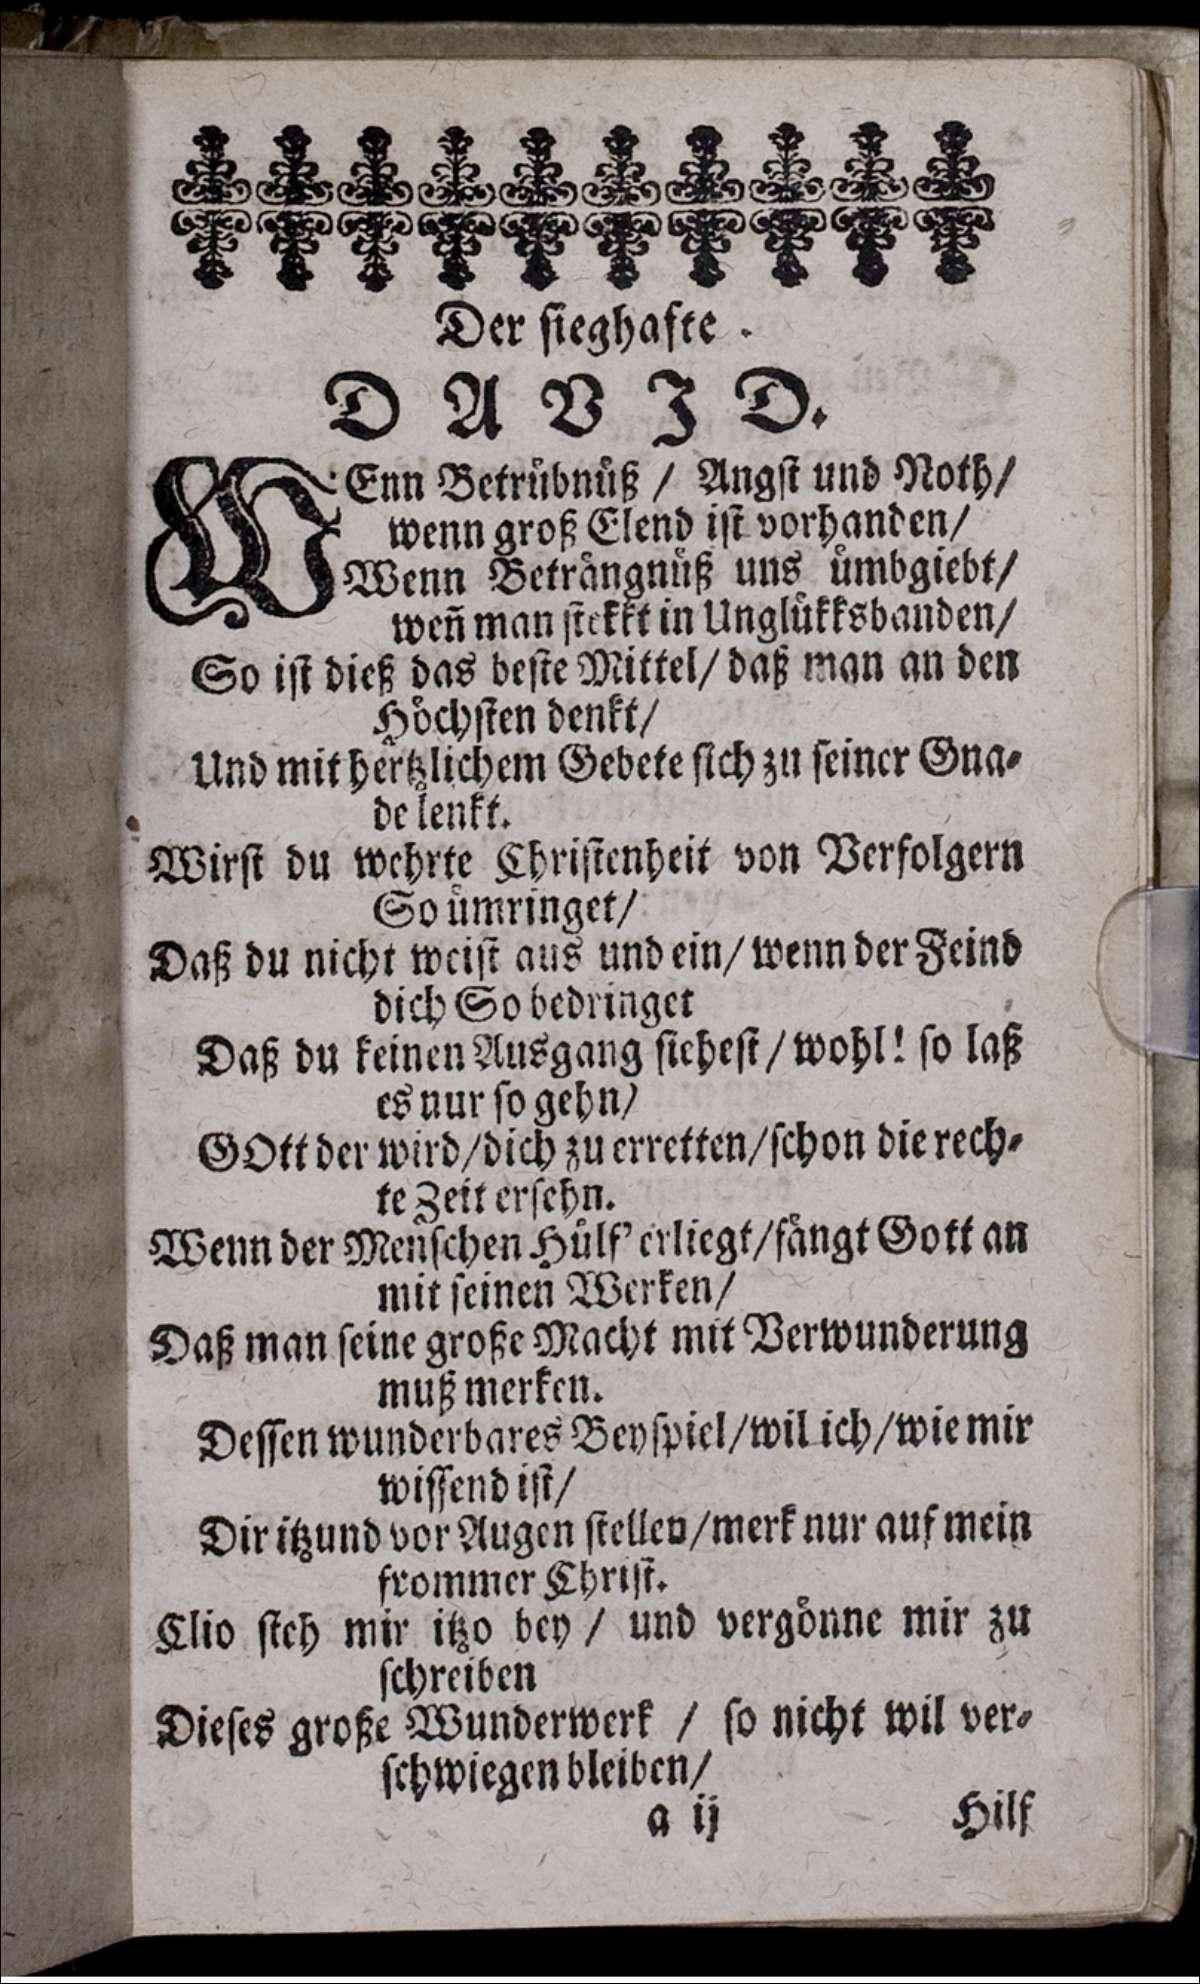 Der sieghafte.
DAVID.
WEnn Betrübnüß / Angst und Noth/
wenn groß Elend ist vorhanden/
Wenn Beträngnüß uns ümbgiebt/
weñ man stekkt in Unglükksbanden/
So ist dieß das beste Mittel/ daß man an den
Höchsten denkt/
Und mit hertzlichem Gebete sich zu seiner Gna-
de lenkt.
Wirst du wehrte Christenheit von Verfolgern
So ümringet/
Daß du nicht weist aus und ein/ wenn der Feind
dich So bedringet
Daß du keinen Ausgang siehest/ wohl! so laß
es nur so gehn/
GOtt der wird/dich zu erretten/schon die rech-
te Zeit ersehn.
Wenn der Menschen Hülf' erliegt/fängt Gott an
mit seinen Werken/
Daß man seine große Macht mit Verwunderung
muß merken.
Dessen wunderbares Beyspiel/wil ich/wie mir
wissend ist/
Dir itzund vor Augen stellen/merk nur auf mein
frommer Christ.
Clio steh mir itzo bey / und vergönne mir zu
schreiben
Dieses große Wunderwerk / so nicht wil ver-
schwiegen bleiben/
a ij Hilf